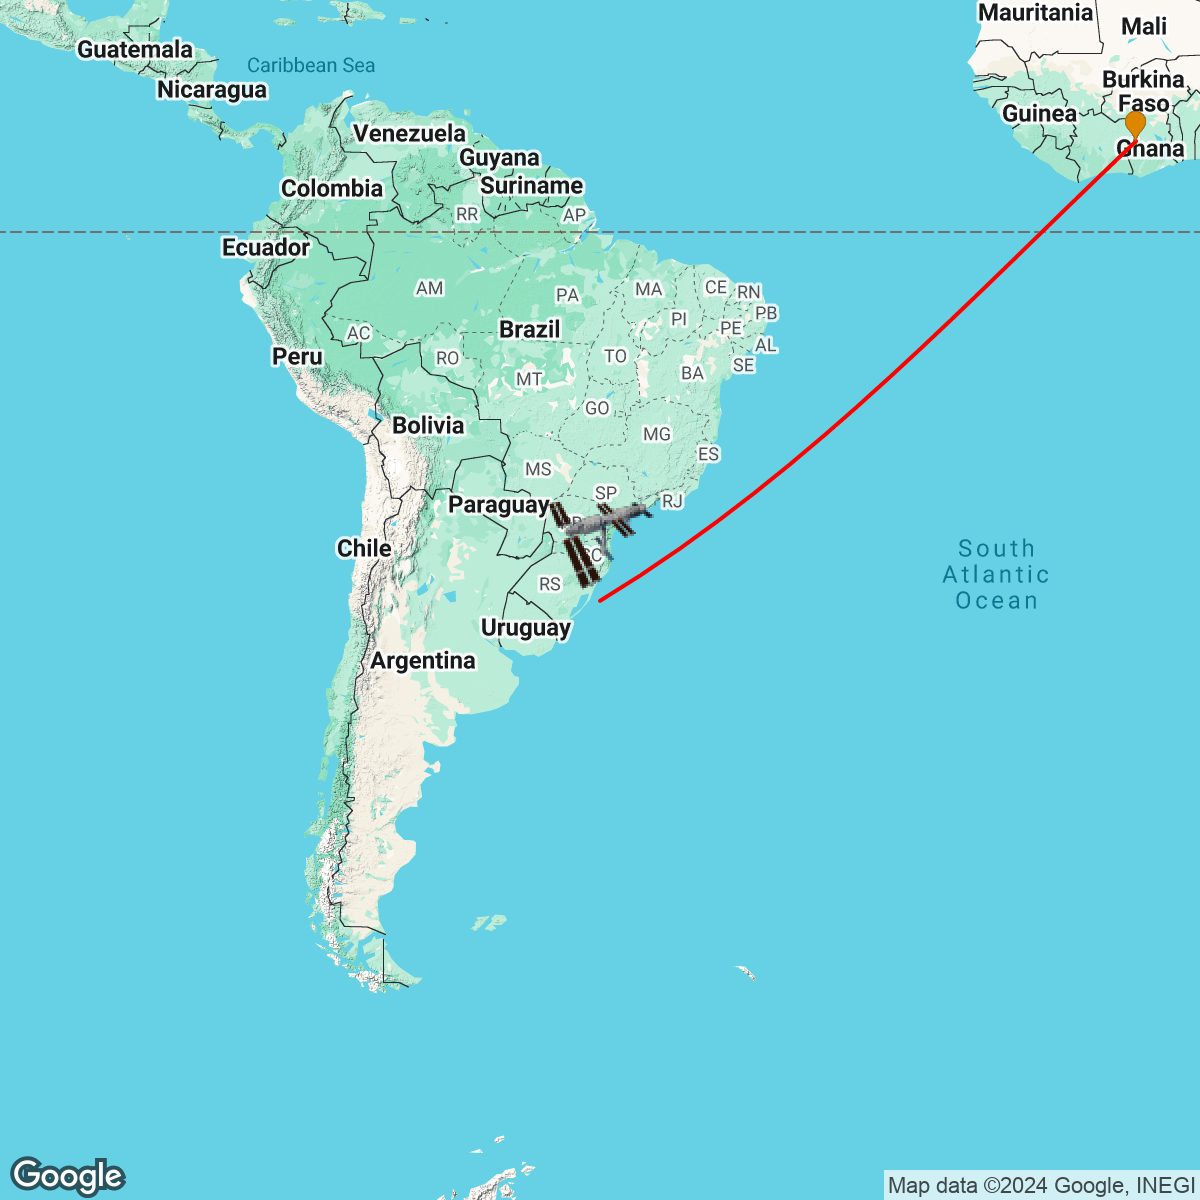 Mauritania
Mali
Guatemala
Caribbean Sea
Nicaragua
Burkina
Faso
Guinea
Venezuela
Ghana
Guyana
Suriname
Colombia
RR
AP
Ecuador
AM
PA
MA
CE
RN
PB
PI
PE
AL
Brazil
AC
RO
TO
SE
Peru
MT
BA
GO
Bolivia
MG
ES
MS
SP
RJ
Paraguay
Chile
South
Atlantic
Ocean
RS
Uruguay
Argentina
Google
Map data ©2024 Google, INEGI